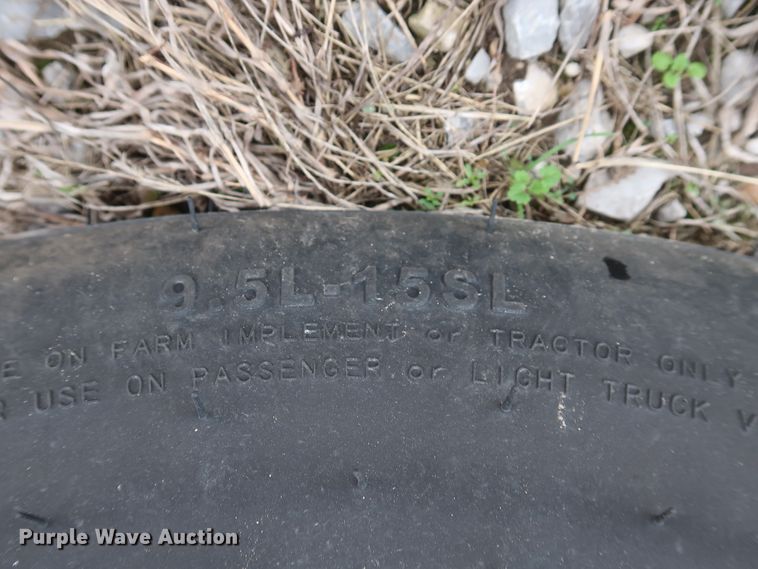 9.5L-15SL
E ON FARM IMPLEMENT or TRACTOR ONLY
R USE ON PASSENGER or LIGHT TRUCK V
Purple Wave Auction